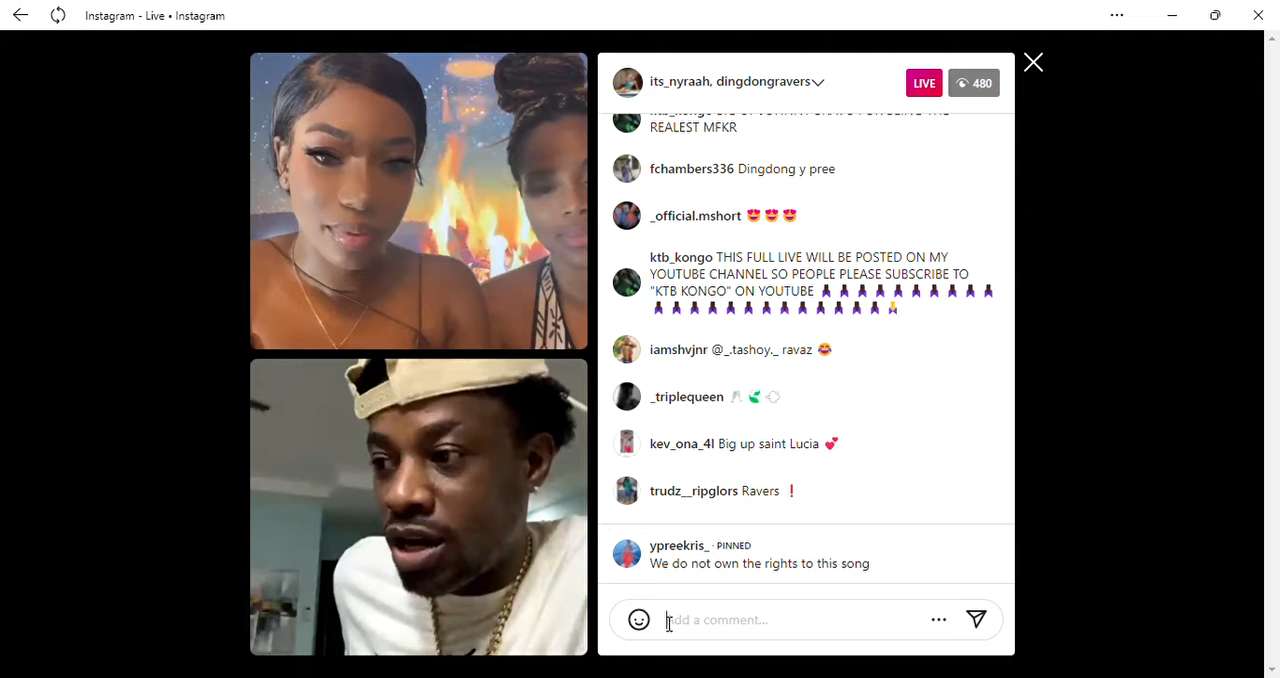 Instagram - Live • Instagram
its_nyraah, dingdongravers
LIVE
480
REALEST MFKR
fchambers336 Dingdong y pree
_official.mshort 😍😍😍
ktb_kongo THIS FULL LIVE WILL BE POSTED ON MY
YOUTUBE CHANNEL SO PEOPLE PLEASE SUBSCRIBE TO
"KTB KONGO" ON YOUTUBE
iamshvjnr @_.tashoy._ ravaz 😂
_triplequeen
kev_ona_4l Big up saint Lucia 💕
trudz__ripglors Ravers ❗
ypreekris_ · PINNED
We do not own the rights to this song
Add a comment...